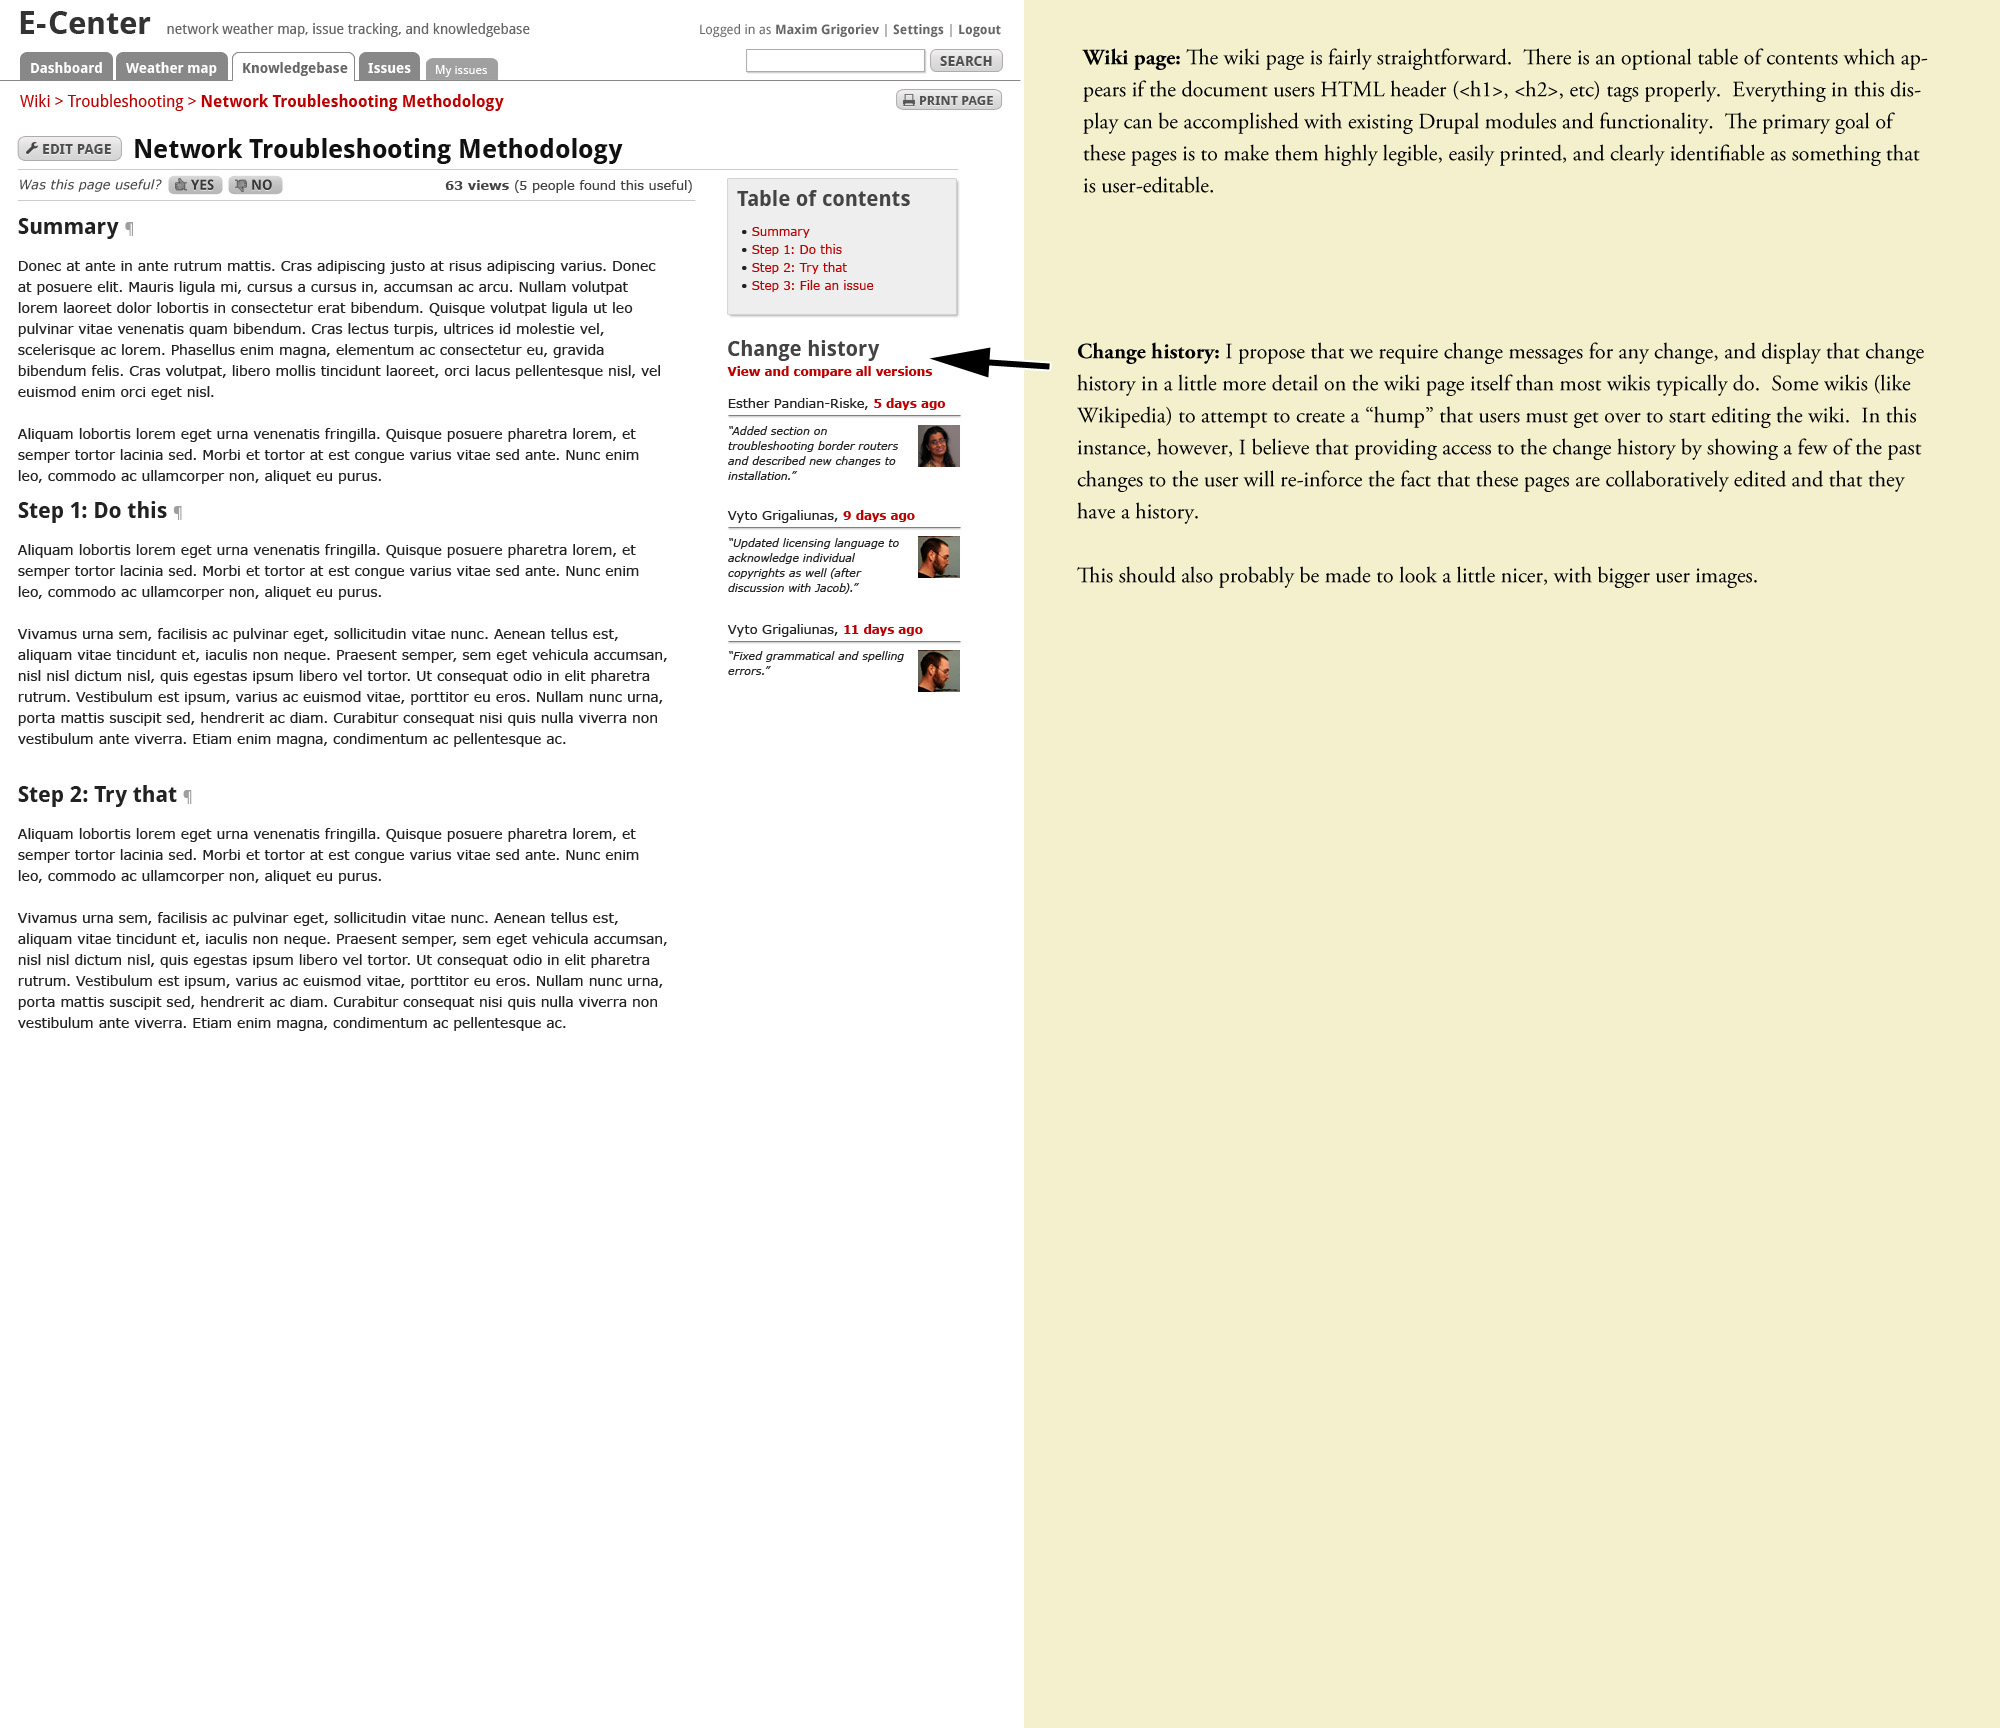 E-Center network weather map, issue tracking, and knowledgebase
Logged in as Maxim Grigoriev | Settings | Logout
Dashboard Weather map Knowledgebase Issues My issues
SEARCH
Wiki > Troubleshooting > Network Troubleshooting Methodology
PRINT PAGE
EDIT PAGE Network Troubleshooting Methodology
Was this page useful? YES NO 63 views (5 people found this useful)
Summary ¶
Donec at ante in ante rutrum mattis. Cras adipiscing justo at risus adipiscing varius. Donec
at posuere elit. Mauris ligula mi, cursus a cursus in, accumsan ac arcu. Nullam volutpat
lorem laoreet dolor lobortis in consectetur erat bibendum. Quisque volutpat ligula ut leo
pulvinar vitae venenatis quam bibendum. Cras lectus turpis, ultrices id molestie vel,
scelerisque ac lorem. Phasellus enim magna, elementum ac consectetur eu, gravida
bibendum felis. Cras volutpat, libero mollis tincidunt laoreet, orci lacus pellentesque nisl, vel
euismod enim orci eget nisl.
Aliquam lobortis lorem eget urna venenatis fringilla. Quisque posuere pharetra lorem, et
semper tortor lacinia sed. Morbi et tortor at est congue varius vitae sed ante. Nunc enim
leo, commodo ac ullamcorper non, aliquet eu purus.
Step 1: Do this ¶
Aliquam lobortis lorem eget urna venenatis fringilla. Quisque posuere pharetra lorem, et
semper tortor lacinia sed. Morbi et tortor at est congue varius vitae sed ante. Nunc enim
leo, commodo ac ullamcorper non, aliquet eu purus.
Vivamus urna sem, facilisis ac pulvinar eget, sollicitudin vitae nunc. Aenean tellus est,
aliquam vitae tincidunt et, iaculis non neque. Praesent semper, sem eget vehicula accumsan,
nisl nisl dictum nisl, quis egestas ipsum libero vel tortor. Ut consequat odio in elit pharetra
rutrum. Vestibulum est ipsum, varius ac euismod vitae, porttitor eu eros. Nullam nunc urna,
porta mattis suscipit sed, hendrerit ac diam. Curabitur consequat nisi quis nulla viverra non
vestibulum ante viverra. Etiam enim magna, condimentum ac pellentesque ac.
Step 2: Try that ¶
Aliquam lobortis lorem eget urna venenatis fringilla. Quisque posuere pharetra lorem, et
semper tortor lacinia sed. Morbi et tortor at est congue varius vitae sed ante. Nunc enim
leo, commodo ac ullamcorper non, aliquet eu purus.
Vivamus urna sem, facilisis ac pulvinar eget, sollicitudin vitae nunc. Aenean tellus est,
aliquam vitae tincidunt et, iaculis non neque. Praesent semper, sem eget vehicula accumsan,
nisl nisl dictum nisl, quis egestas ipsum libero vel tortor. Ut consequat odio in elit pharetra
rutrum. Vestibulum est ipsum, varius ac euismod vitae, porttitor eu eros. Nullam nunc urna,
porta mattis suscipit sed, hendrerit ac diam. Curabitur consequat nisi quis nulla viverra non
vestibulum ante viverra. Etiam enim magna, condimentum ac pellentesque ac.
Table of contents
• Summary
• Step 1: Do this
• Step 2: Try that
• Step 3: File an issue
Change history
View and compare all versions
Esther Pandian-Riske, 5 days ago
“Added section on
troubleshooting border routers
and described new changes to
installation.”
Vyto Grigaliunas, 9 days ago
“Updated licensing language to
acknowledge individual
copyrights as well (after
discussion with Jacob).”
Vyto Grigaliunas, 11 days ago
“Fixed grammatical and spelling
errors.”
Wiki page: The wiki page is fairly straightforward. There is an optional table of contents which ap-
pears if the document users HTML header (<h1>, <h2>, etc) tags properly. Everything in this dis-
play can be accomplished with existing Drupal modules and functionality. The primary goal of
these pages is to make them highly legible, easily printed, and clearly identifiable as something that
is user-editable.
Change history: I propose that we require change messages for any change, and display that change
history in a little more detail on the wiki page itself than most wikis typically do. Some wikis (like
Wikipedia) to attempt to create a “hump” that users must get over to start editing the wiki. In this
instance, however, I believe that providing access to the change history by showing a few of the past
changes to the user will re-inforce the fact that these pages are collaboratively edited and that they
have a history.
This should also probably be made to look a little nicer, with bigger user images.